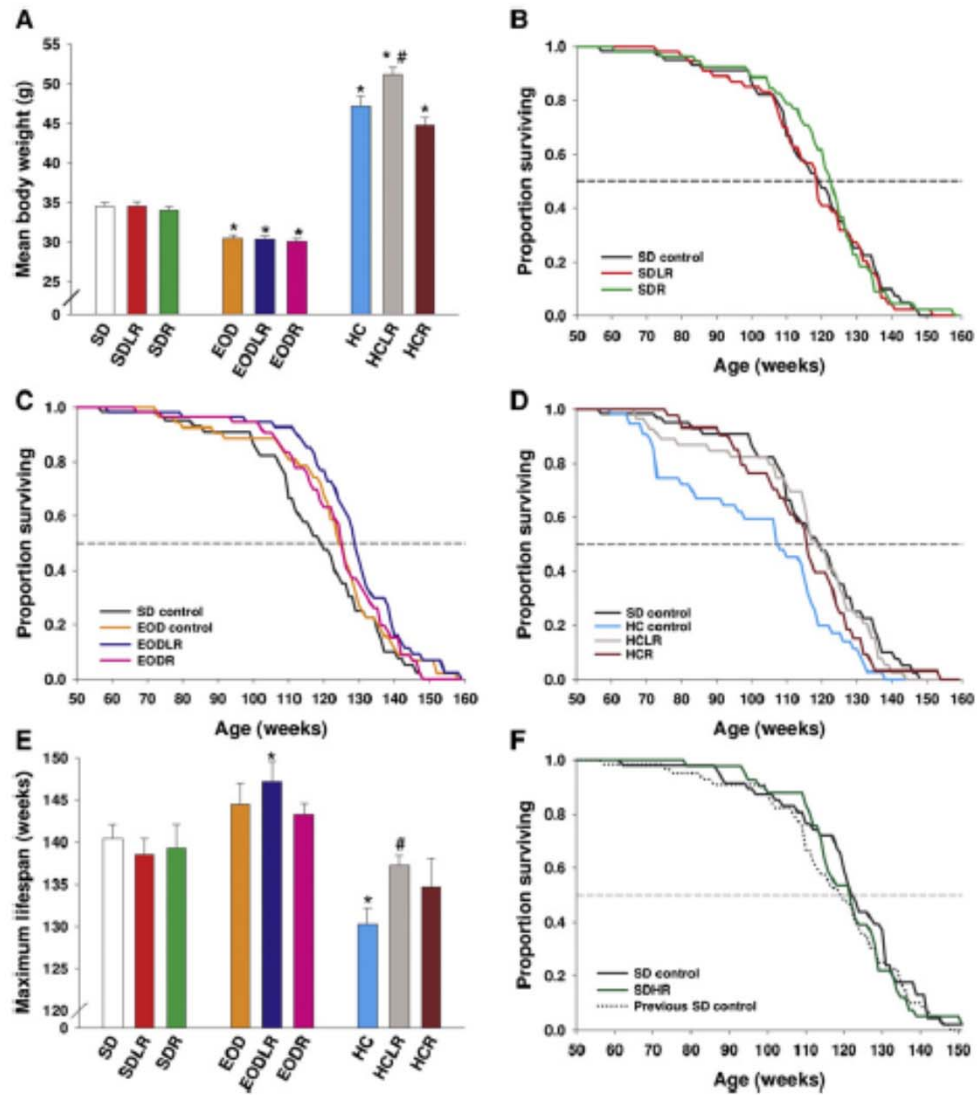 A
Mean body weight (g)
55
50
45
40
35
30
25
0
*
*
*
*
* #
*
SD
SDLR
SDR
EOD
EODLR
EODR
HC
HCLR
HCR
B
Proportion surviving
1.0
0.8
0.6
0.4
0.2
0.0
SD control
SDLR
SDR
50 60 70 80 90 100 110 120 130 140 150 160
Age (weeks)
C
Proportion surviving
1.0
0.8
0.6
0.4
0.2
0.0
SD control
EOD control
EODLR
EODR
50 60 70 80 90 100 110 120 130 140 150 160
Age (weeks)
D
Proportion surviving
1.0
0.8
0.6
0.4
0.2
0.0
SD control
HC control
HCLR
HCR
50 60 70 80 90 100 110 120 130 140 150 160
Age (weeks)
E
Maximum lifespan (weeks)
150
145
140
135
130
125
120
0
*
*
#
SD
SDLR
SDR
EOD
EODLR
EODR
HC
HCLR
HCR
F
Proportion surviving
1.0
0.8
0.6
0.4
0.2
0.0
SD control
SDHR
Previous SD control
50 60 70 80 90 100 110 120 130 140 150
Age (weeks)